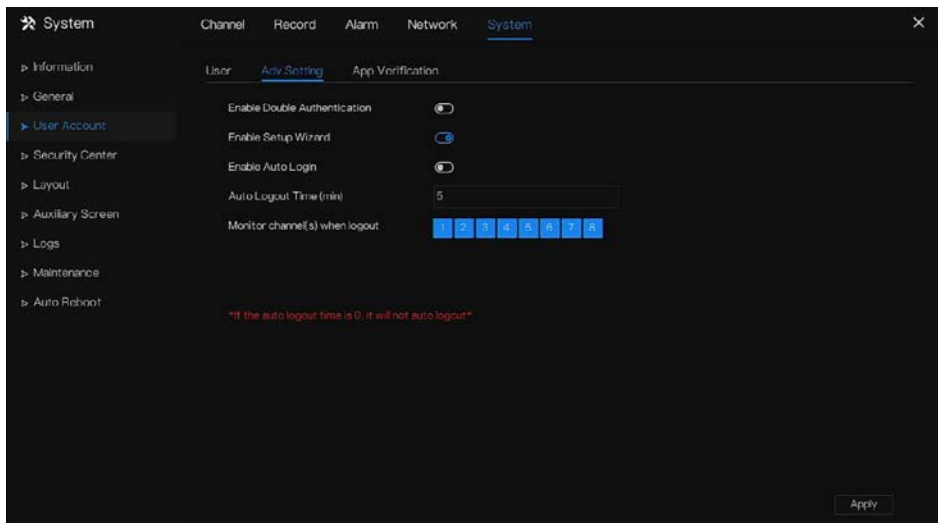 System
Channel Record Alarm Network System
Information
General
User Account
Security Center
Layout
Auxiliary Screen
Logs
Maintenance
Auto Reboot
User Adv.Setting App Verification
Enable Double Authentication
Enable Setup Wizard
Enable Auto Login
Auto Logout Time(min) 5
Monitor channel(s) when logout 1 2 3 4 5 6 7 8
*If the auto logout time is 0, it will not auto logout*
Apply